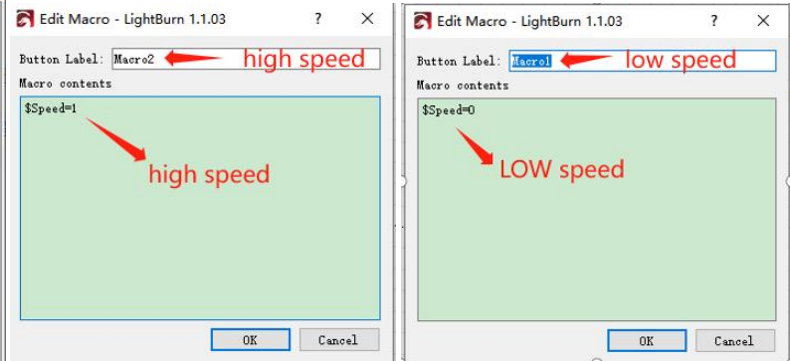 Edit Macro - LightBurn 1.1.03 ? ×
Button Label: Macro2 high speed
Macro contents
$Speed=1
high speed
OK Cancel
Edit Macro - LightBurn 1.1.03 ? ×
Button Label: Macro1 low speed
Macro contents
$Speed=0
LOW speed
OK Cancel